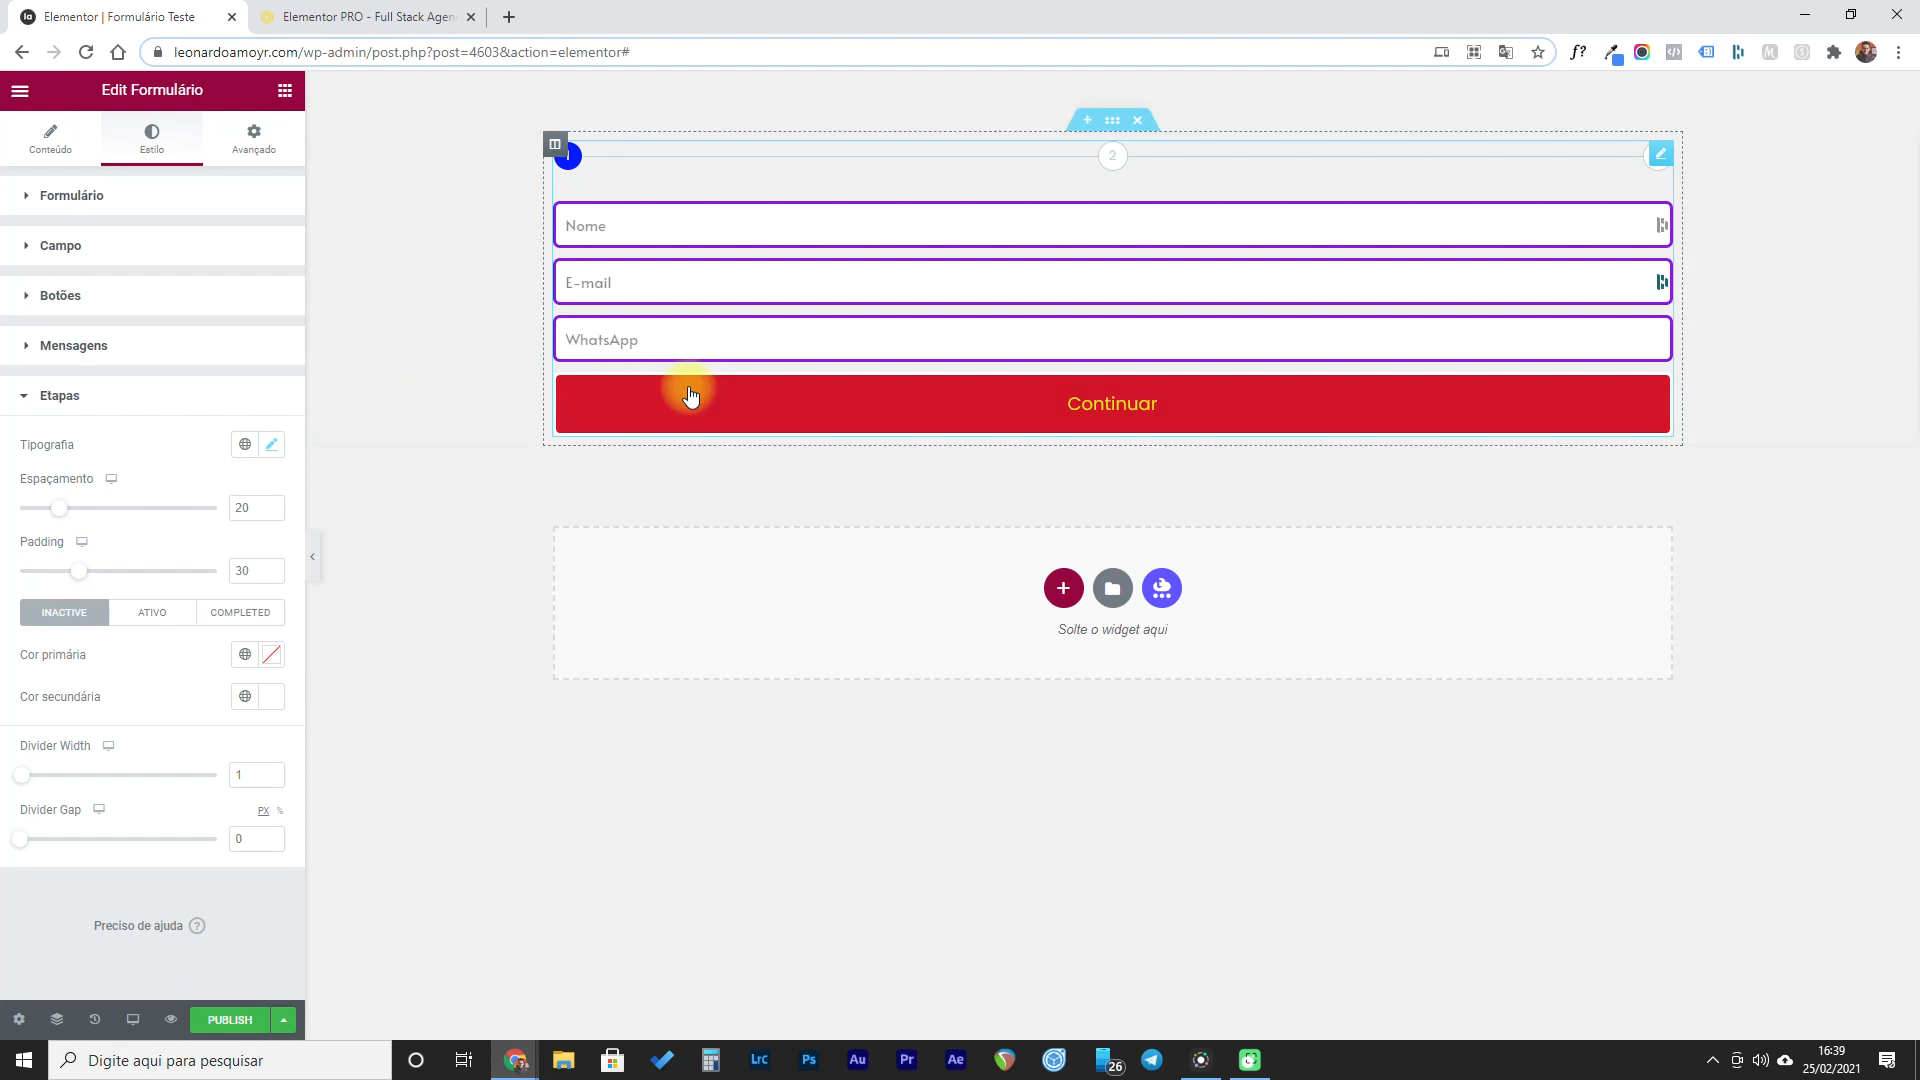 Elementor | Formulário Teste
Elementor PRO - Full Stack Agen
leonardoamoyr.com/wp-admin/post.php?post=4603&action=elementor#
Edit Formulário
Conteúdo
Estilo
Avançado
Formulário
Campo
Botões
Mensagens
Etapas
Tipografia
Espaçamento
20
Padding
30
INACTIVE
ATIVO
COMPLETED
Cor primária
Cor secundária
Divider Width
1
Divider Gap
PX %
0
Preciso de ajuda ?
PUBLISH
2
Nome
E-mail
WhatsApp
Continuar
Solte o widget aqui
Digite aqui para pesquisar
Lrc
Ps
Au
Pr
Ae
26
16:39
25/02/2021